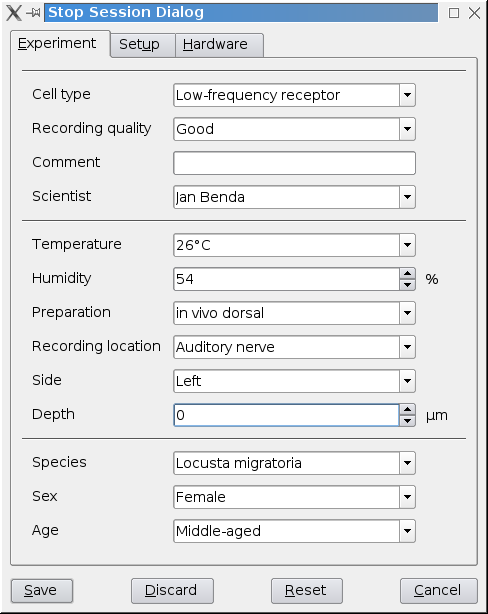 Stop Session Dialog
Experiment Setup Hardware
Cell type Low-frequency receptor
Recording quality Good
Comment
Scientist Jan Benda
Temperature 26°C
Humidity 54 %
Preparation in vivo dorsal
Recording location Auditory nerve
Side Left
Depth 0 µm
Species Locusta migratoria
Sex Female
Age Middle-aged
Save Discard Reset Cancel